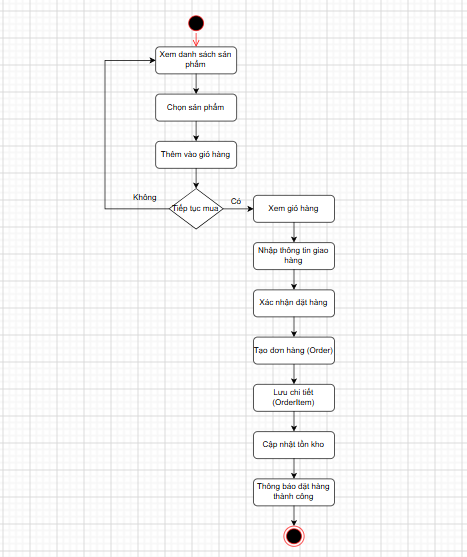 Xem danh sách sản
phẩm
Chọn sản phẩm
Thêm vào giỏ hàng
Không
Tiếp tục mua
Có
Xem giỏ hàng
Nhập thông tin giao
hàng
Xác nhận đặt hàng
Tạo đơn hàng (Order)
Lưu chi tiết
(OrderItem)
Cập nhật tồn kho
Thông báo đặt hàng
thành công